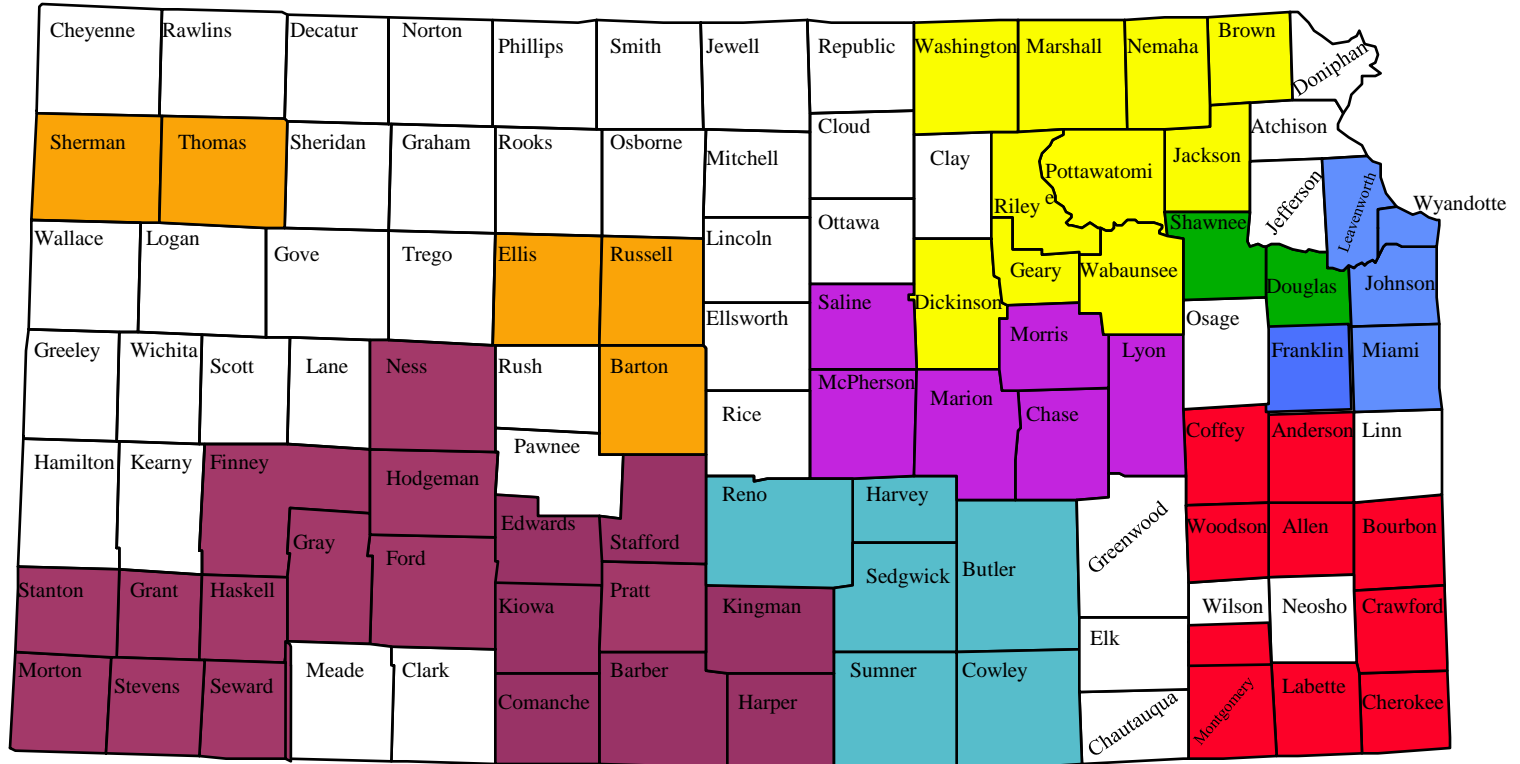 Cheyenne
Rawlins
Decatur
Norton
Phillips
Smith
Jewell
Republic
Washington
Marshall
Nemaha
Brown
Doniphan
Sherman
Thomas
Sheridan
Graham
Rooks
Osborne
Mitchell
Cloud
Clay
Riley
Pottawatomi
e
Jackson
Atchison
Jefferson
Leavenworth
Wyandotte
Wallace
Logan
Gove
Trego
Ellis
Russell
Lincoln
Ottawa
Saline
Dickinson
Geary
Wabaunsee
Shawnee
Douglas
Johnson
Greeley
Wichita
Scott
Lane
Ness
Rush
Barton
Ellsworth
Rice
McPherson
Marion
Morris
Chase
Lyon
Osage
Franklin
Miami
Hamilton
Kearny
Finney
Hodgeman
Pawnee
Edwards
Stafford
Reno
Harvey
Sedgwick
Butler
Greenwood
Coffey
Anderson
Linn
Gray
Ford
Woodson
Allen
Bourbon
Stanton
Grant
Haskell
Kiowa
Pratt
Kingman
Elk
Wilson
Neosho
Crawford
Morton
Stevens
Seward
Meade
Clark
Comanche
Barber
Harper
Sumner
Cowley
Chautauqua
Montgomery
Labette
Cherokee